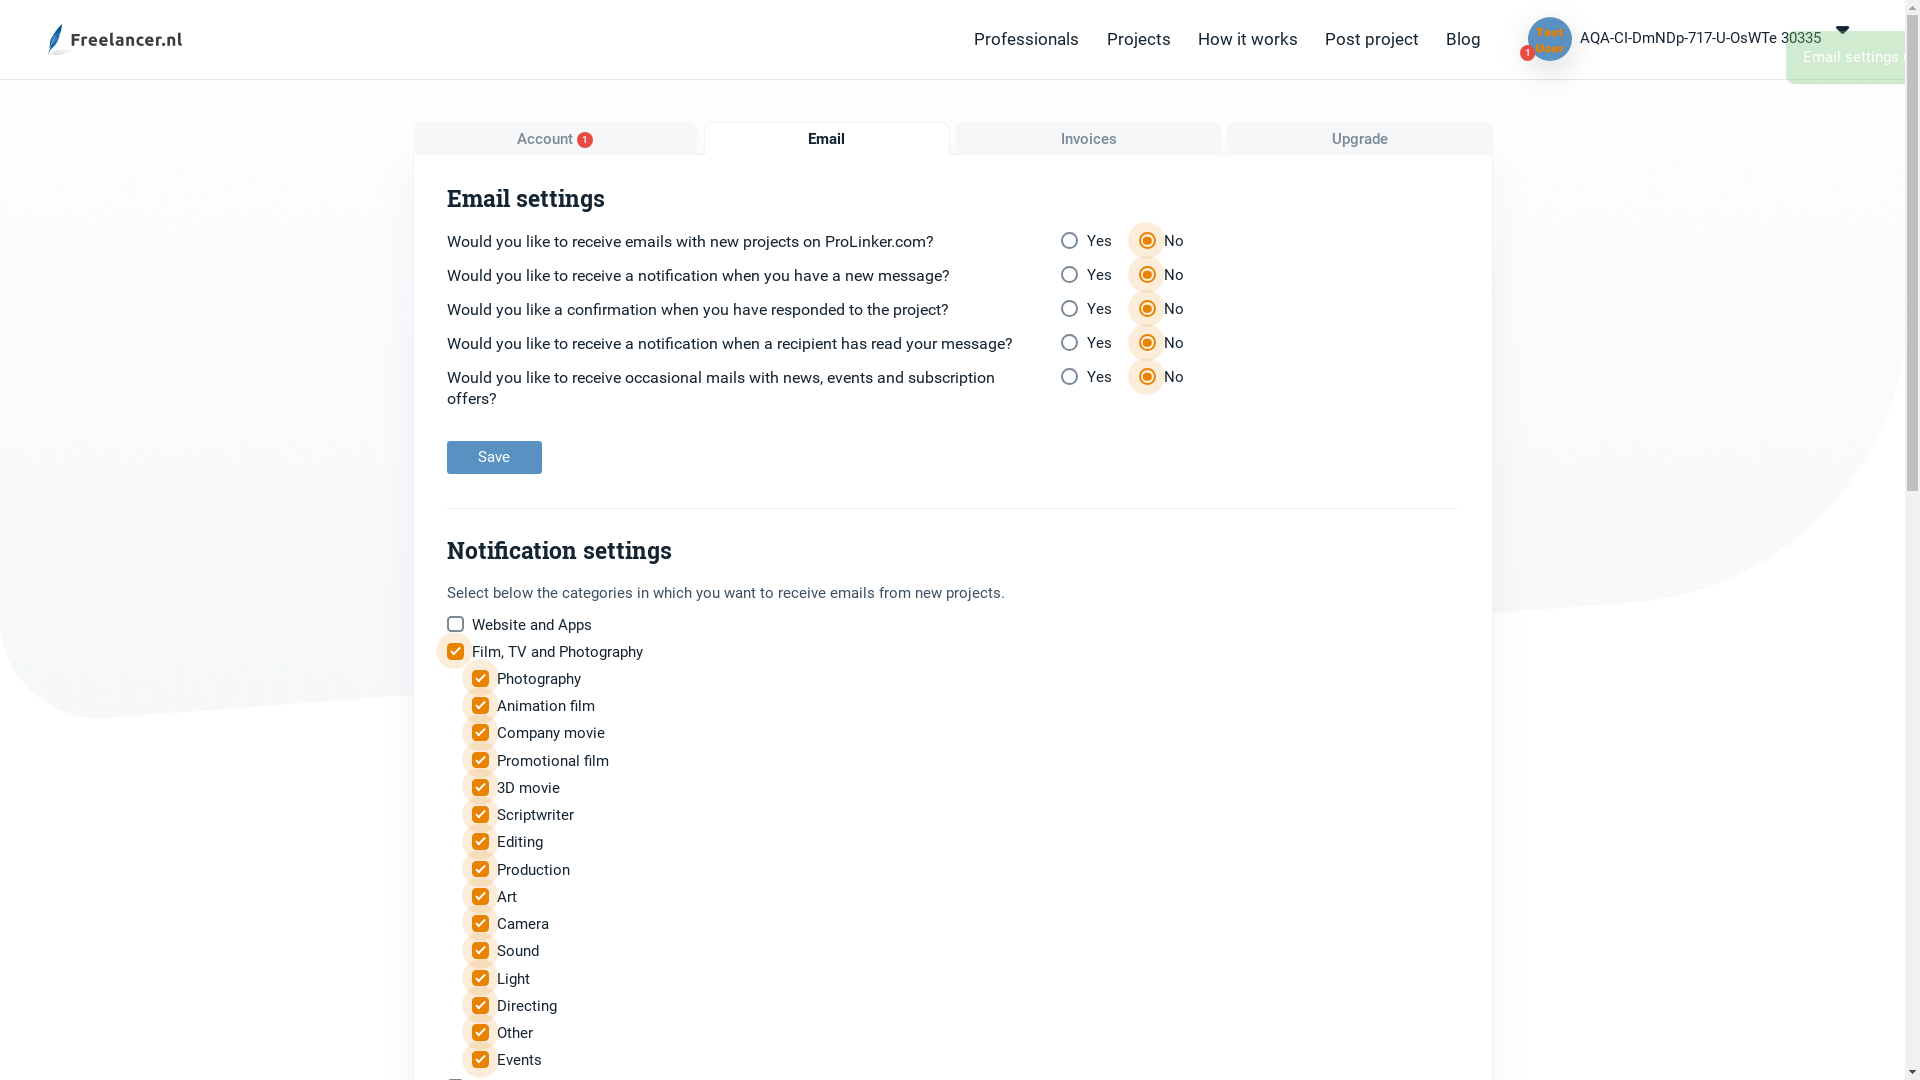 Freelancer.nl
Professionals
Projects
How it works
Post project
Blog
Test
User
1
AQA-CI-DmNDp-717-U-OsWTe 30335
Email settings
Account 1
Email
Invoices
Upgrade
Email settings
Would you like to receive emails with new projects on ProLinker.com?
Yes
No
Would you like to receive a notification when you have a new message?
Yes
No
Would you like a confirmation when you have responded to the project?
Yes
No
Would you like to receive a notification when a recipient has read your message?
Yes
No
Would you like to receive occasional mails with news, events and subscription
offers?
Yes
No
Save
Notification settings
Select below the categories in which you want to receive emails from new projects.
Website and Apps
Film, TV and Photography
Photography
Animation film
Company movie
Promotional film
3D movie
Scriptwriter
Editing
Production
Art
Camera
Sound
Light
Directing
Other
Events